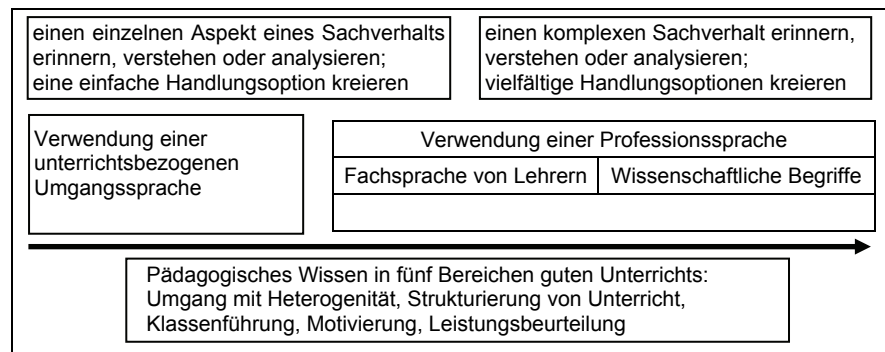 einen einzelnen Aspekt eines Sachverhalts
erinnern, verstehen oder analysieren;
eine einfache Handlungsoption kreieren
einen komplexen Sachverhalt erinnern,
verstehen oder analysieren;
vielfältige Handlungsoptionen kreieren
Verwendung einer
unterrichtsbezogenen
Umgangssprache
Verwendung einer Professionssprache
Fachsprache von Lehrern
Wissenschaftliche Begriffe
Pädagogisches Wissen in fünf Bereichen guten Unterrichts:
Umgang mit Heterogenität, Strukturierung von Unterricht,
Klassenführung, Motivierung, Leistungsbeurteilung